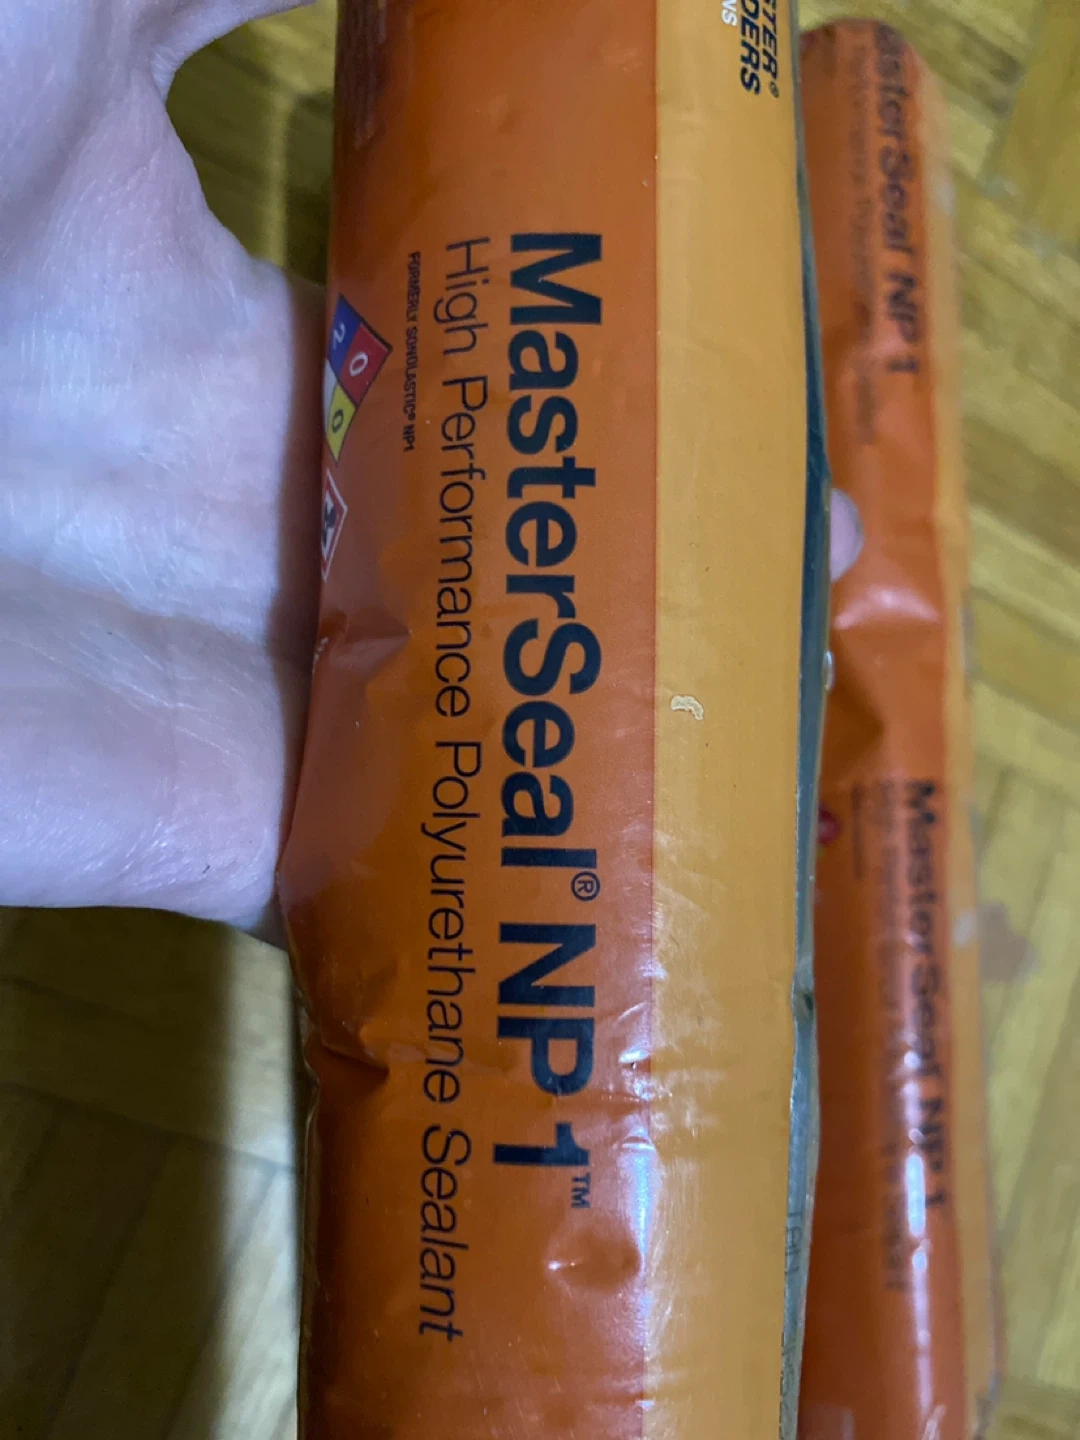 MasterSeal® NP 1™
High Performance Polyurethane Sealant
FORMERLY SONOLASTIC® NP1
2
0
0
MasterSeal NP 1
MasterSeal NP 1